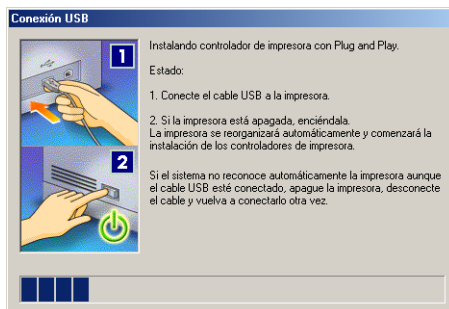 Conexión USB
1
Instalando controlador de impresora con Plug and Play.
Estado:
1. Conecte el cable USB a la impresora.
2. Si la impresora está apagada, enciéndala.
La impresora se reorganizará automáticamente y comenzará la
instalación de los controladores de impresora.
2
Si el sistema no reconoce automáticamente la impresora aunque
el cable USB esté conectado, apague la impresora, desconecte
el cable y vuelva a conectarlo otra vez.